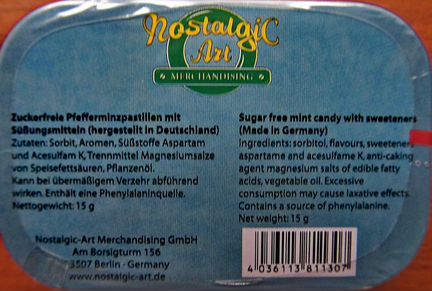 Nostalgic
Art
MERCHANDISING
Zuckerfreie Pfefferminzpastillen mit
Süßungsmitteln (hergestellt in Deutschland)
Zutaten: Sorbit, Aromen, Süßstoffe Aspartam
und Acesulfam K, Trennmittel Magnesiumsalze
von Speisefettsäuren, Pflanzenöl.
Kann bei übermäßigem Verzehr abführend
wirken. Enthält eine Phenylalaninquelle.
Nettogewicht: 15 g
Nostalgic-Art Merchandising GmbH
Am Borsigturm 156
13507 Berlin · Germany
www.nostalgic-art.de
Sugar free mint candy with sweeteners
(Made in Germany)
Ingredients: sorbitol, flavours, sweeteners
aspartame and acesulfame K, anti-caking
agent magnesium salts of edible fatty
acids, vegetable oil. Excessive
consumption may cause laxative effects.
Contains a source of phenylalanine.
Net weight: 15 g
4 036113 811307